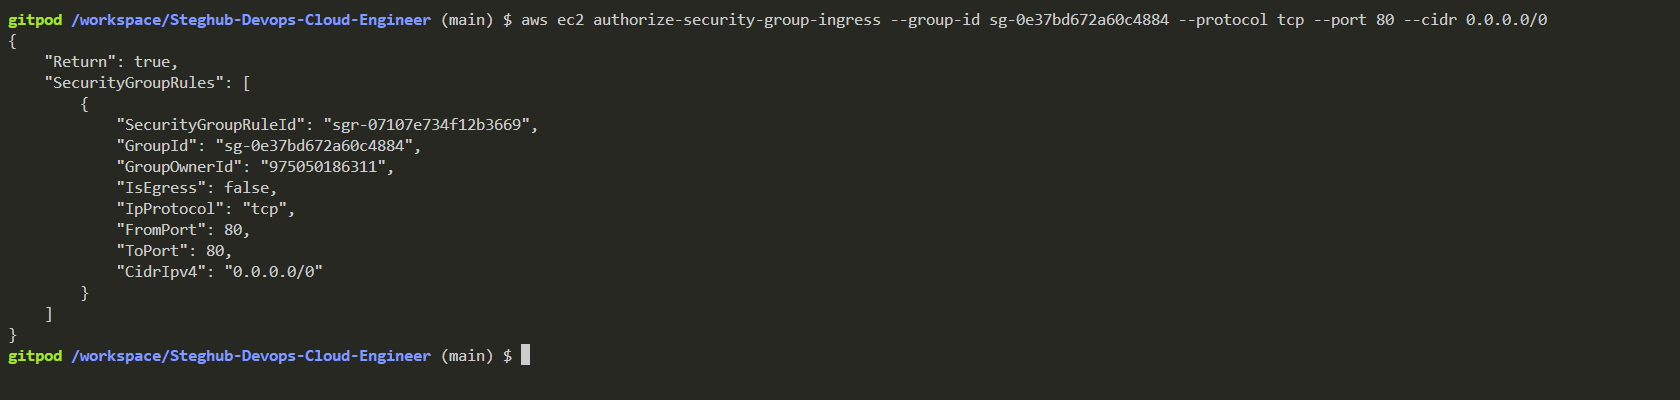 gitpod /workspace/Steghub-Devops-Cloud-Engineer (main) $ aws ec2 authorize-security-group-ingress --group-id sg-0e37bd672a60c4884 --protocol tcp --port 80 --cidr 0.0.0.0/0
{
    "Return": true,
    "SecurityGroupRules": [
        {
            "SecurityGroupRuleId": "sgr-07107e734f12b3669",
            "GroupId": "sg-0e37bd672a60c4884",
            "GroupOwnerId": "975050186311",
            "IsEgress": false,
            "IpProtocol": "tcp",
            "FromPort": 80,
            "ToPort": 80,
            "CidrIpv4": "0.0.0.0/0"
        }
    ]
}
gitpod /workspace/Steghub-Devops-Cloud-Engineer (main) $